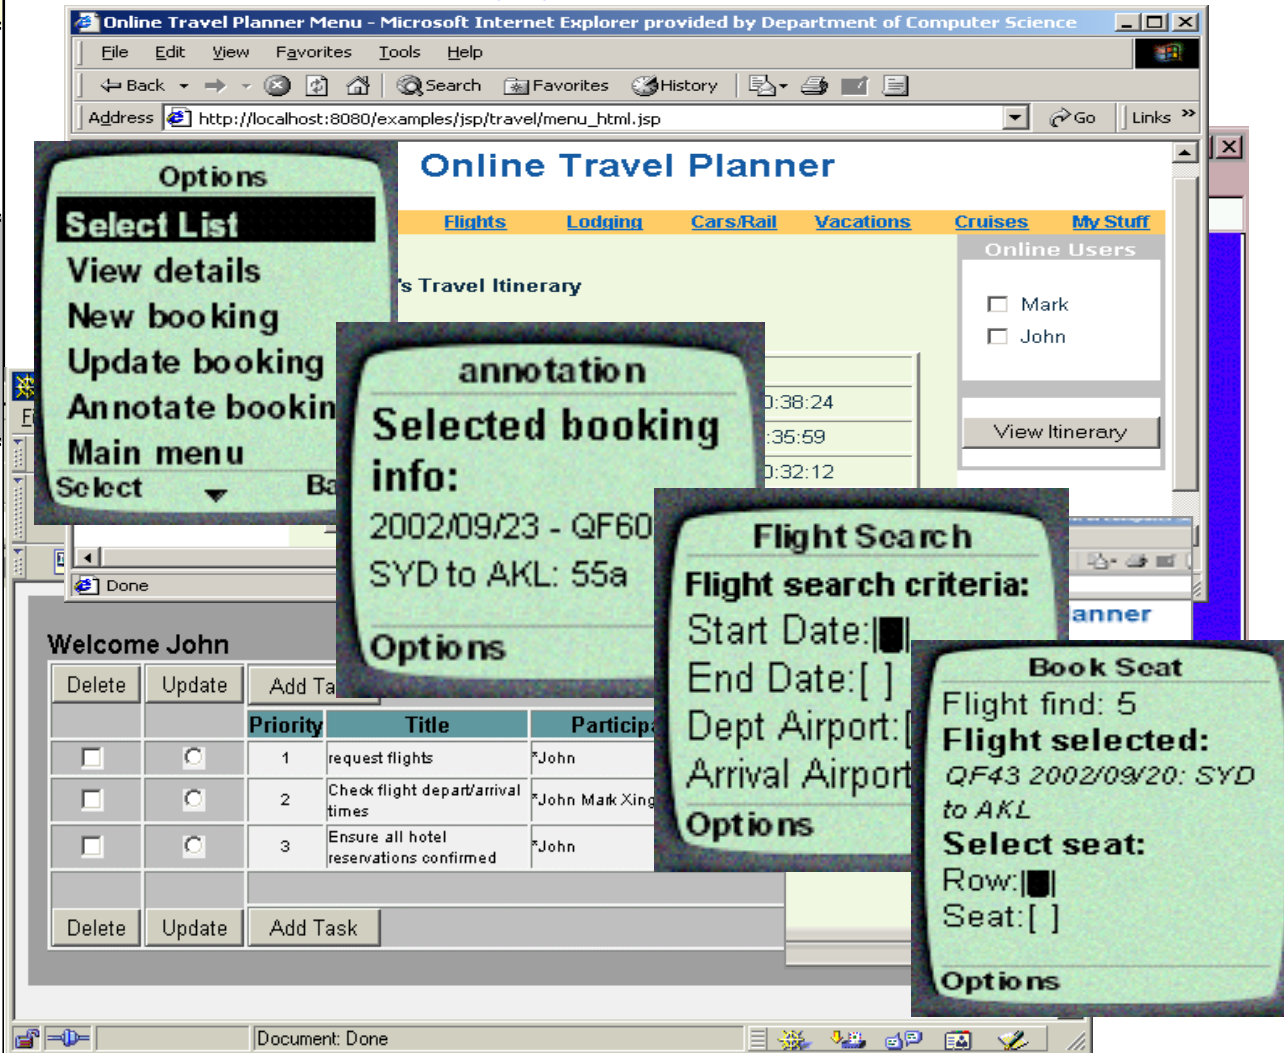 Online Travel Planner Menu - Microsoft Internet Explorer provided by Department of Computer Science
File Edit View Favorites Tools Help
Back Search Favorites History
Address http://localhost:8080/examples/jsp/travel/menu_html.jsp Go Links »
Online Travel Planner
Flights Lodging Cars/Rail Vacations Cruises My Stuff
's Travel Itinerary
0:38:24
:35:59
0:32:12
Online Users
Mark
John
View Itinerary
Done
Options
Select List
View details
New booking
Update booking
Annotate bookin
Main menu
Select Ba
annotation
Selected booking
info:
2002/09/23 - QF60
SYD to AKL: 55a
Options
Flight Search
Flight search criteria:
Start Date:[ ]
End Date:[ ]
Dept Airport:[
Arrival Airport
Options
anner
Book Seat
Flight find: 5
Flight selected:
QF43 2002/09/20: SYD
to AKL
Select seat:
Row:[ ]
Seat:[ ]
Options
Welcome John
Delete Update Add Ta
Priority Title Participa
1 request flights *John
2 Check flight depart/arrival times *John Mark Xing
3 Ensure all hotel reservations confirmed *John
Delete Update Add Task
Document: Done